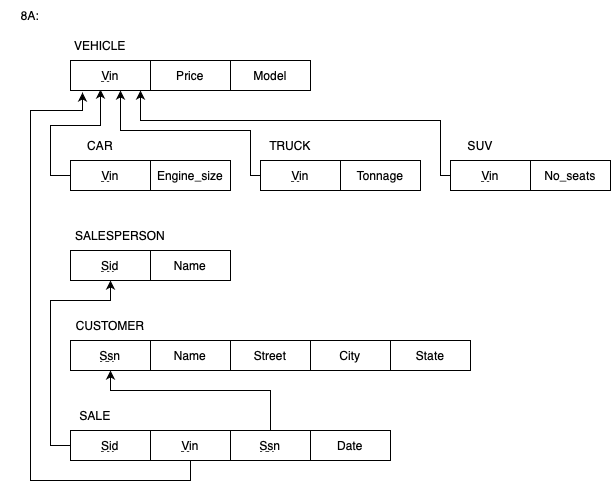 8A:
VEHICLE
Vin Price Model
CAR TRUCK SUV
Vin Engine_size Vin Tonnage Vin No_seats
SALESPERSON
Sid Name
CUSTOMER
Ssn Name Street City State
SALE
Sid Vin Ssn Date